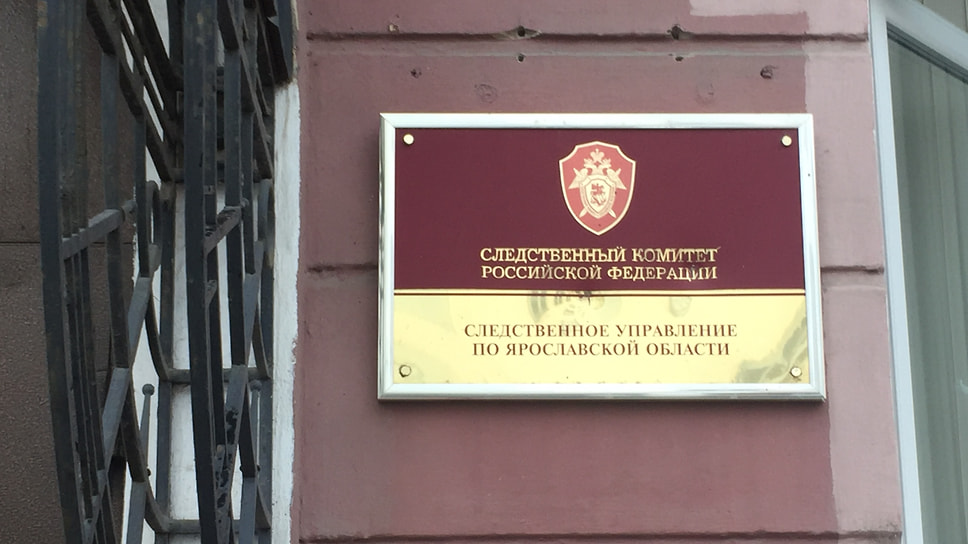 СЛЕДСТВЕННЫЙ КОМИТЕТ
РОССИЙСКОЙ ФЕДЕРАЦИИ
СЛЕДСТВЕННОЕ УПРАВЛЕНИЕ
ПО ЯРОСЛАВСКОЙ ОБЛАСТИ